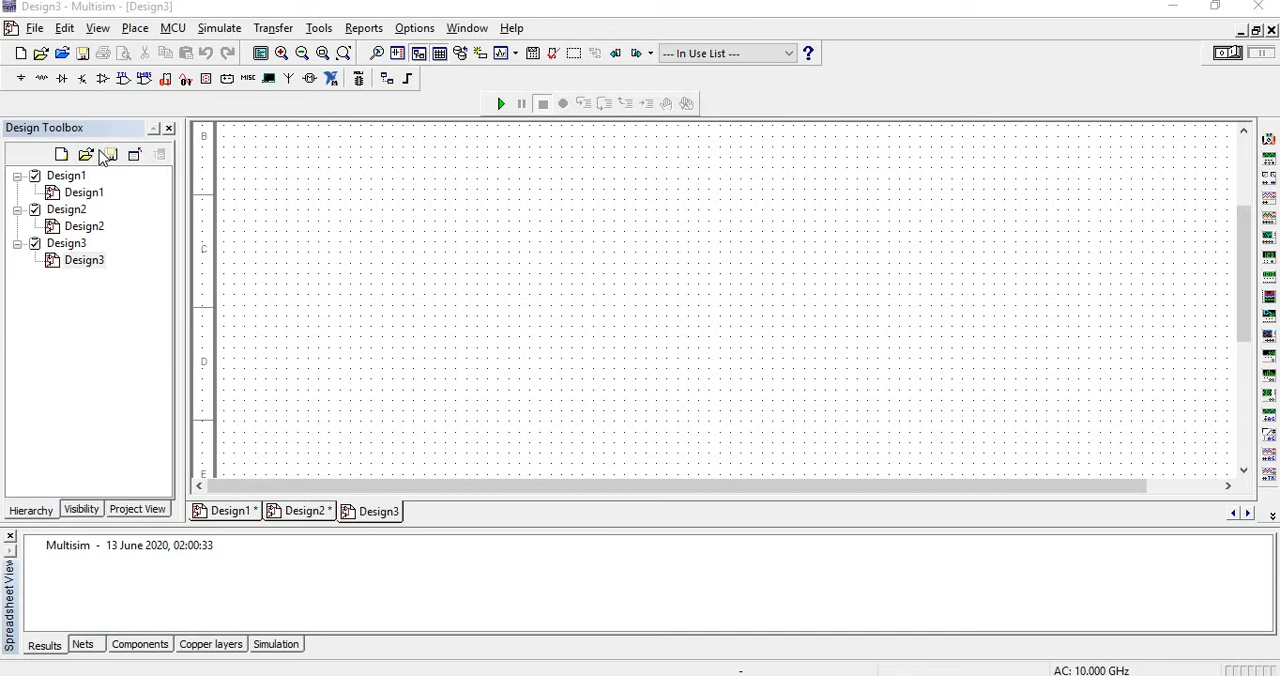 Design3 - Multisim - [Design3]
File Edit View Place MCU Simulate Transfer Tools Reports Options Window Help
--- In Use List ---
MISC
Design Toolbox
Design1
Design1
Design2
Design2
Design3
Design3
B
C
D
E
Hierarchy Visibility Project View
Design1 * Design2 * Design3
Multisim - 13 June 2020, 02:00:33
Spreadsheet View
Results Nets Components Copper layers Simulation
- AC: 10.000 GHz